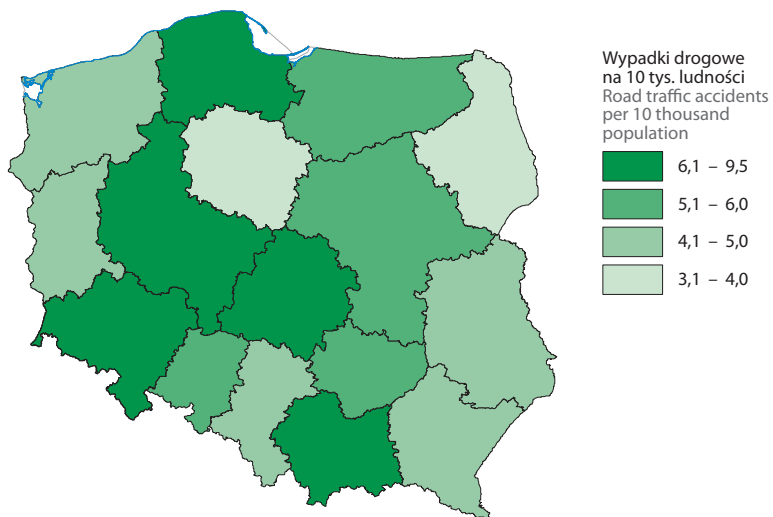 Wypadki drogowe
na 10 tys. ludności
Road traffic accidents
per 10 thousand
population
6,1 – 9,5
5,1 – 6,0
4,1 – 5,0
3,1 – 4,0